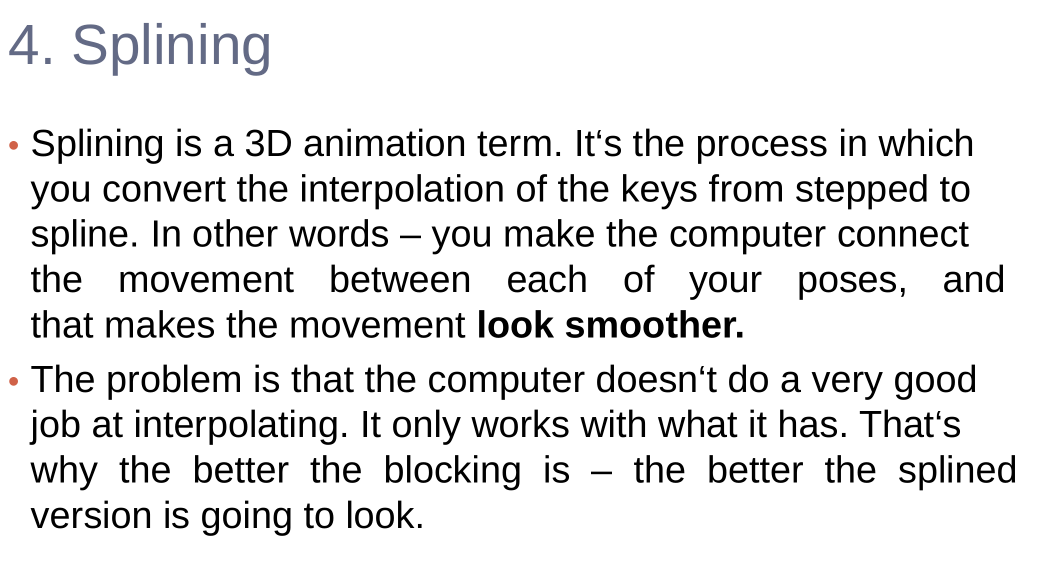 4. Splining
• Splining is a 3D animation term. It‘s the process in which
you convert the interpolation of the keys from stepped to
spline. In other words – you make the computer connect
the movement between each of your poses, and
that makes the movement look smoother.
• The problem is that the computer doesn‘t do a very good
job at interpolating. It only works with what it has. That‘s
why the better the blocking is – the better the splined
version is going to look.